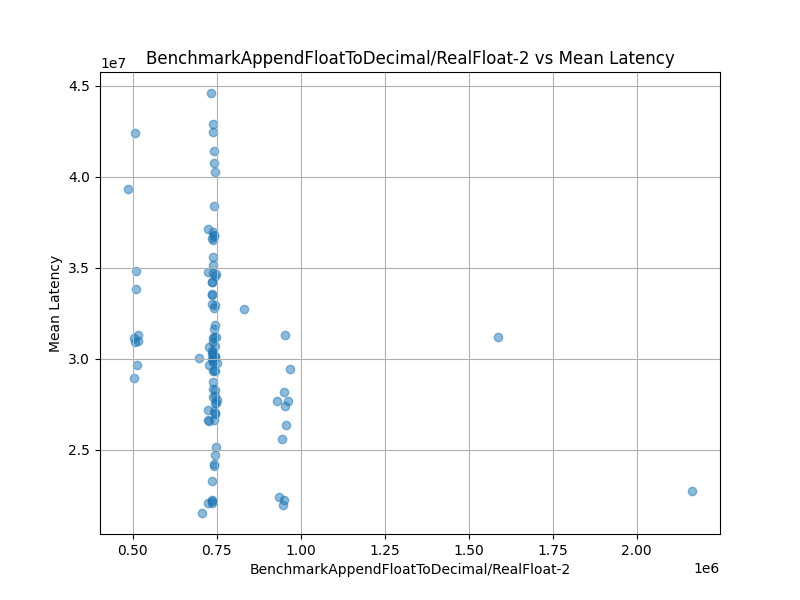 BenchmarkAppendFloatToDecimal/RealFloat-2 vs Mean Latency
1e7
4.5
4.0
3.5
3.0
2.5
Mean Latency
0.50 0.75 1.00 1.25 1.50 1.75 2.00
BenchmarkAppendFloatToDecimal/RealFloat-2
1e6